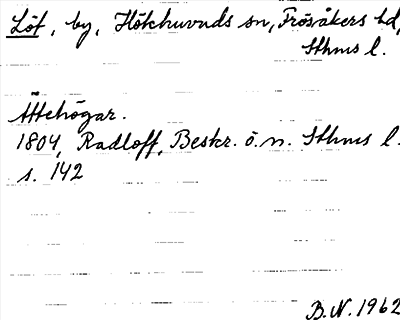 Löt, by, Hökhuvuds sn, Frösåkers hd,
Sthms l.
Ättehögar.
1804, Radloff, Beskr. ö. n. Sthms l.
s. 142
B.N. 1962